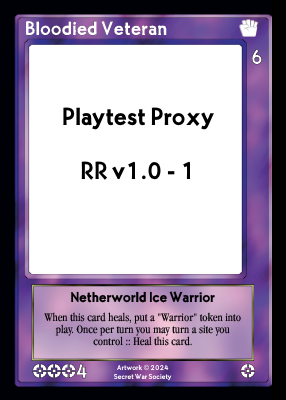 Bloodied Veteran
6
Playtest Proxy
RR v1.0 - 1
Netherworld Ice Warrior
When this card heals, put a "Warrior" token into
play. Once per turn you may turn a site you
control :: Heal this card.
4
Artwork © 2024
Secret War Society